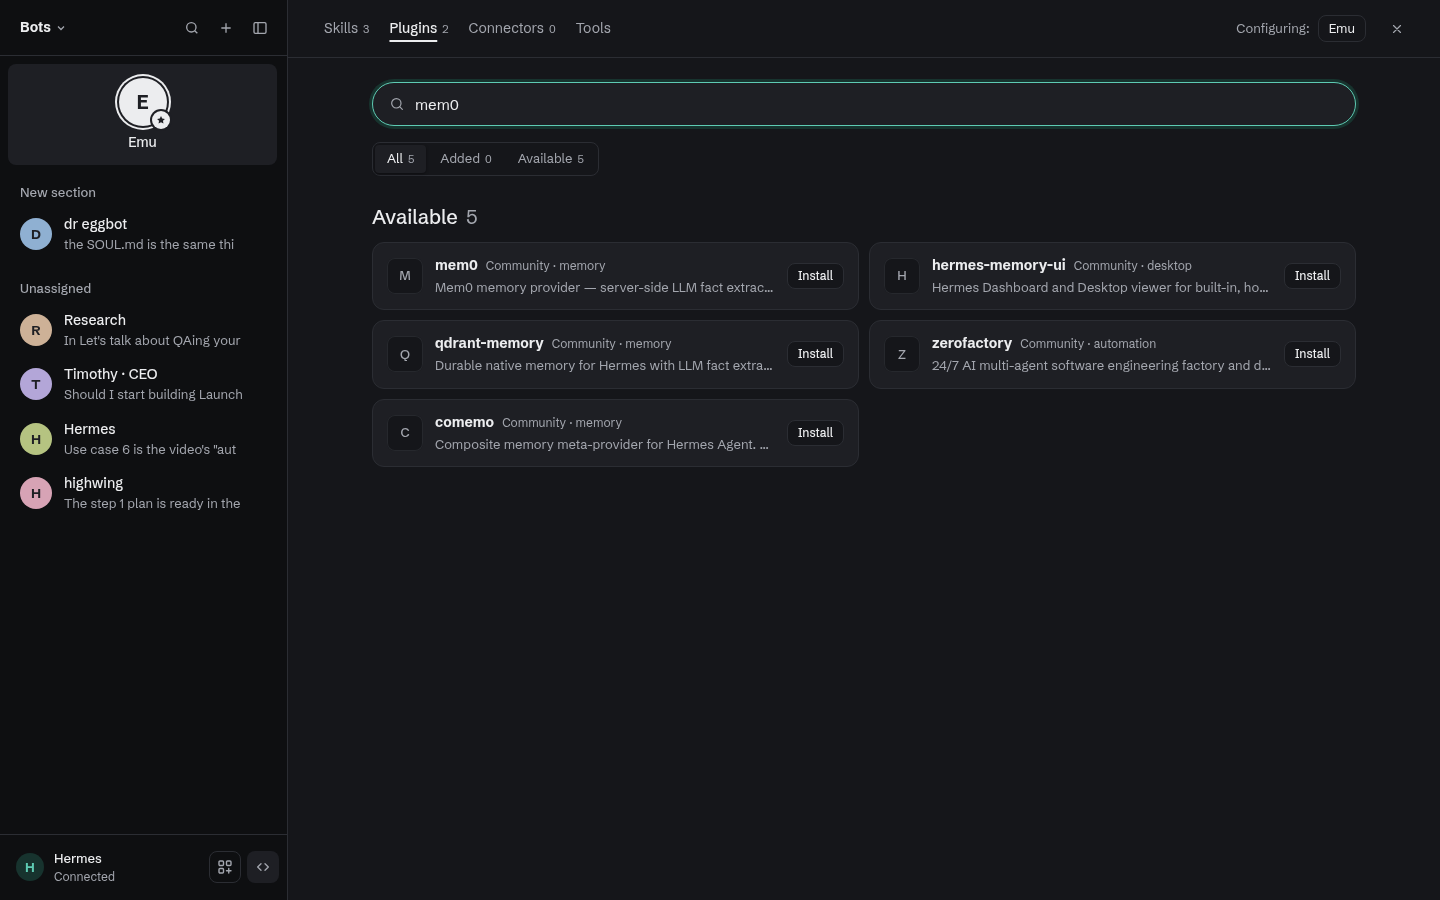 Bots
E
Emu
New section
D
dr eggbot
the SOUL.md is the same thi
Unassigned
R
Research
In Let's talk about QAing your
T
Timothy · CEO
Should I start building Launch
H
Hermes
Use case 6 is the video's "aut
H
highwing
The step 1 plan is ready in the
H
Hermes
Connected
Skills 3
Plugins 2
Connectors 0
Tools
Configuring:
Emu
mem0
All 5
Added 0
Available 5
Available 5
M
mem0 Community · memory
Mem0 memory provider — server-side LLM fact extrac...
Install
H
hermes-memory-ui Community · desktop
Hermes Dashboard and Desktop viewer for built-in, ho...
Install
Q
qdrant-memory Community · memory
Durable native memory for Hermes with LLM fact extra...
Install
Z
zerofactory Community · automation
24/7 AI multi-agent software engineering factory and d...
Install
C
comemo Community · memory
Composite memory meta-provider for Hermes Agent. ...
Install